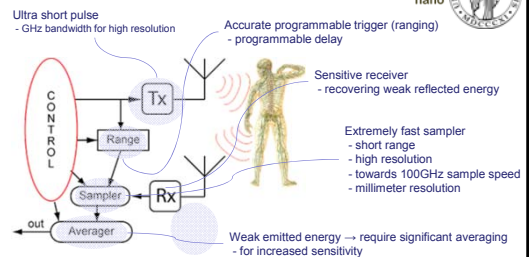 nano
Ultra short pulse
- GHz bandwidth for high resolution
Accurate programmable trigger (ranging)
- programmable delay
Sensitive receiver
- recovering weak reflected energy
Extremely fast sampler
- short range
- high resolution
- towards 100GHz sample speed
- millimeter resolution
CONTROL
Tx
Range
Sampler
Rx
out
Averager
Weak emitted energy → require significant averaging
- for increased sensitivity